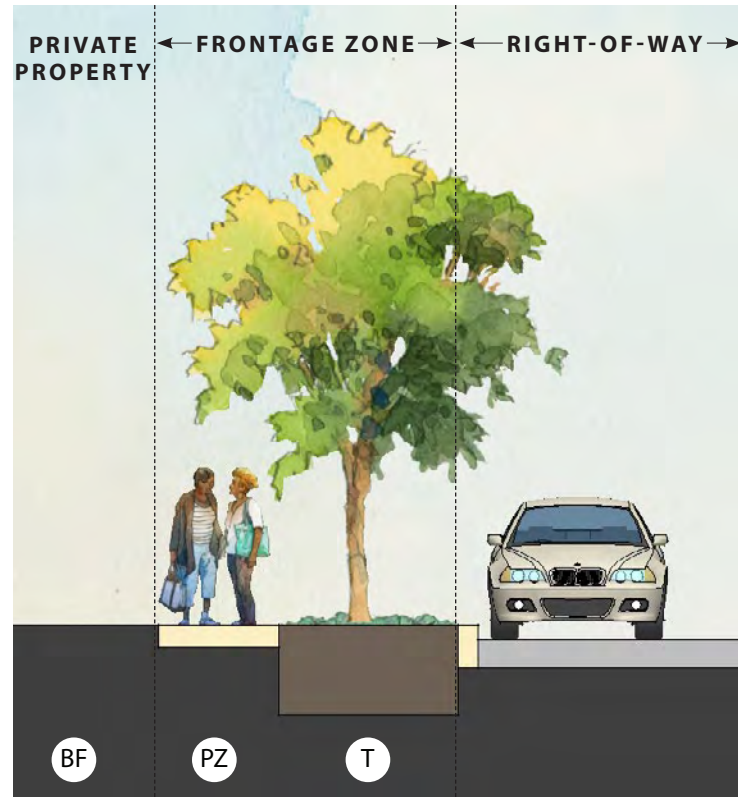 PRIVATE PROPERTY
FRONTAGE ZONE
RIGHT-OF-WAY
BF
PZ
T